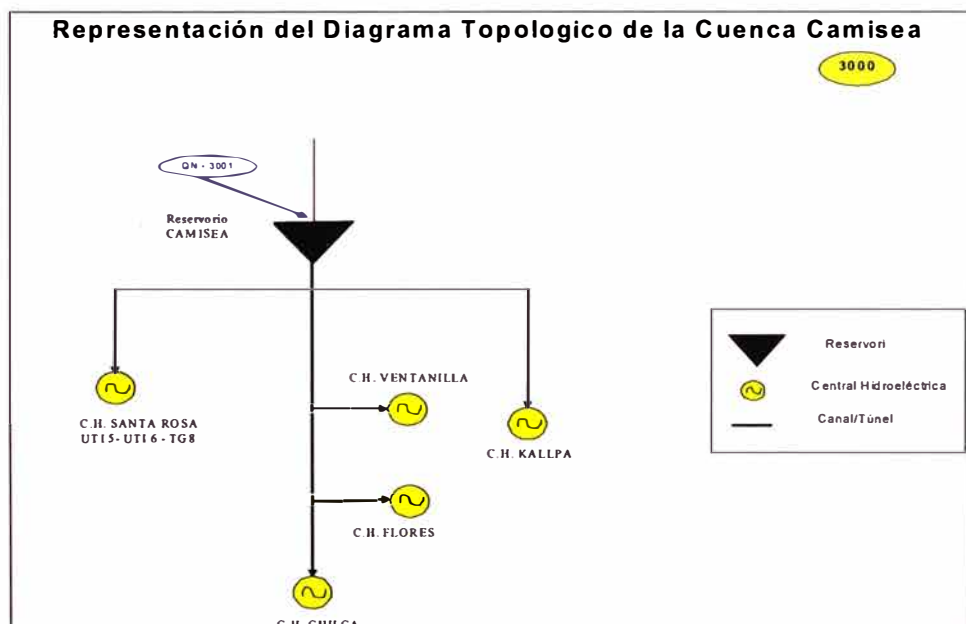 Representación del Diagrama Topologico de la Cuenca Camisea
3000
QN - 3001
Reservorio
CAMISEA
C.H. VENTANILLA
C.H. SANTA ROSA
UTI5 - UTI6 - TG8
C.H. KALLPA
C.H. FLORES
C.H.
Reservori
Central Hidroeléctrica
Canal/Túnel